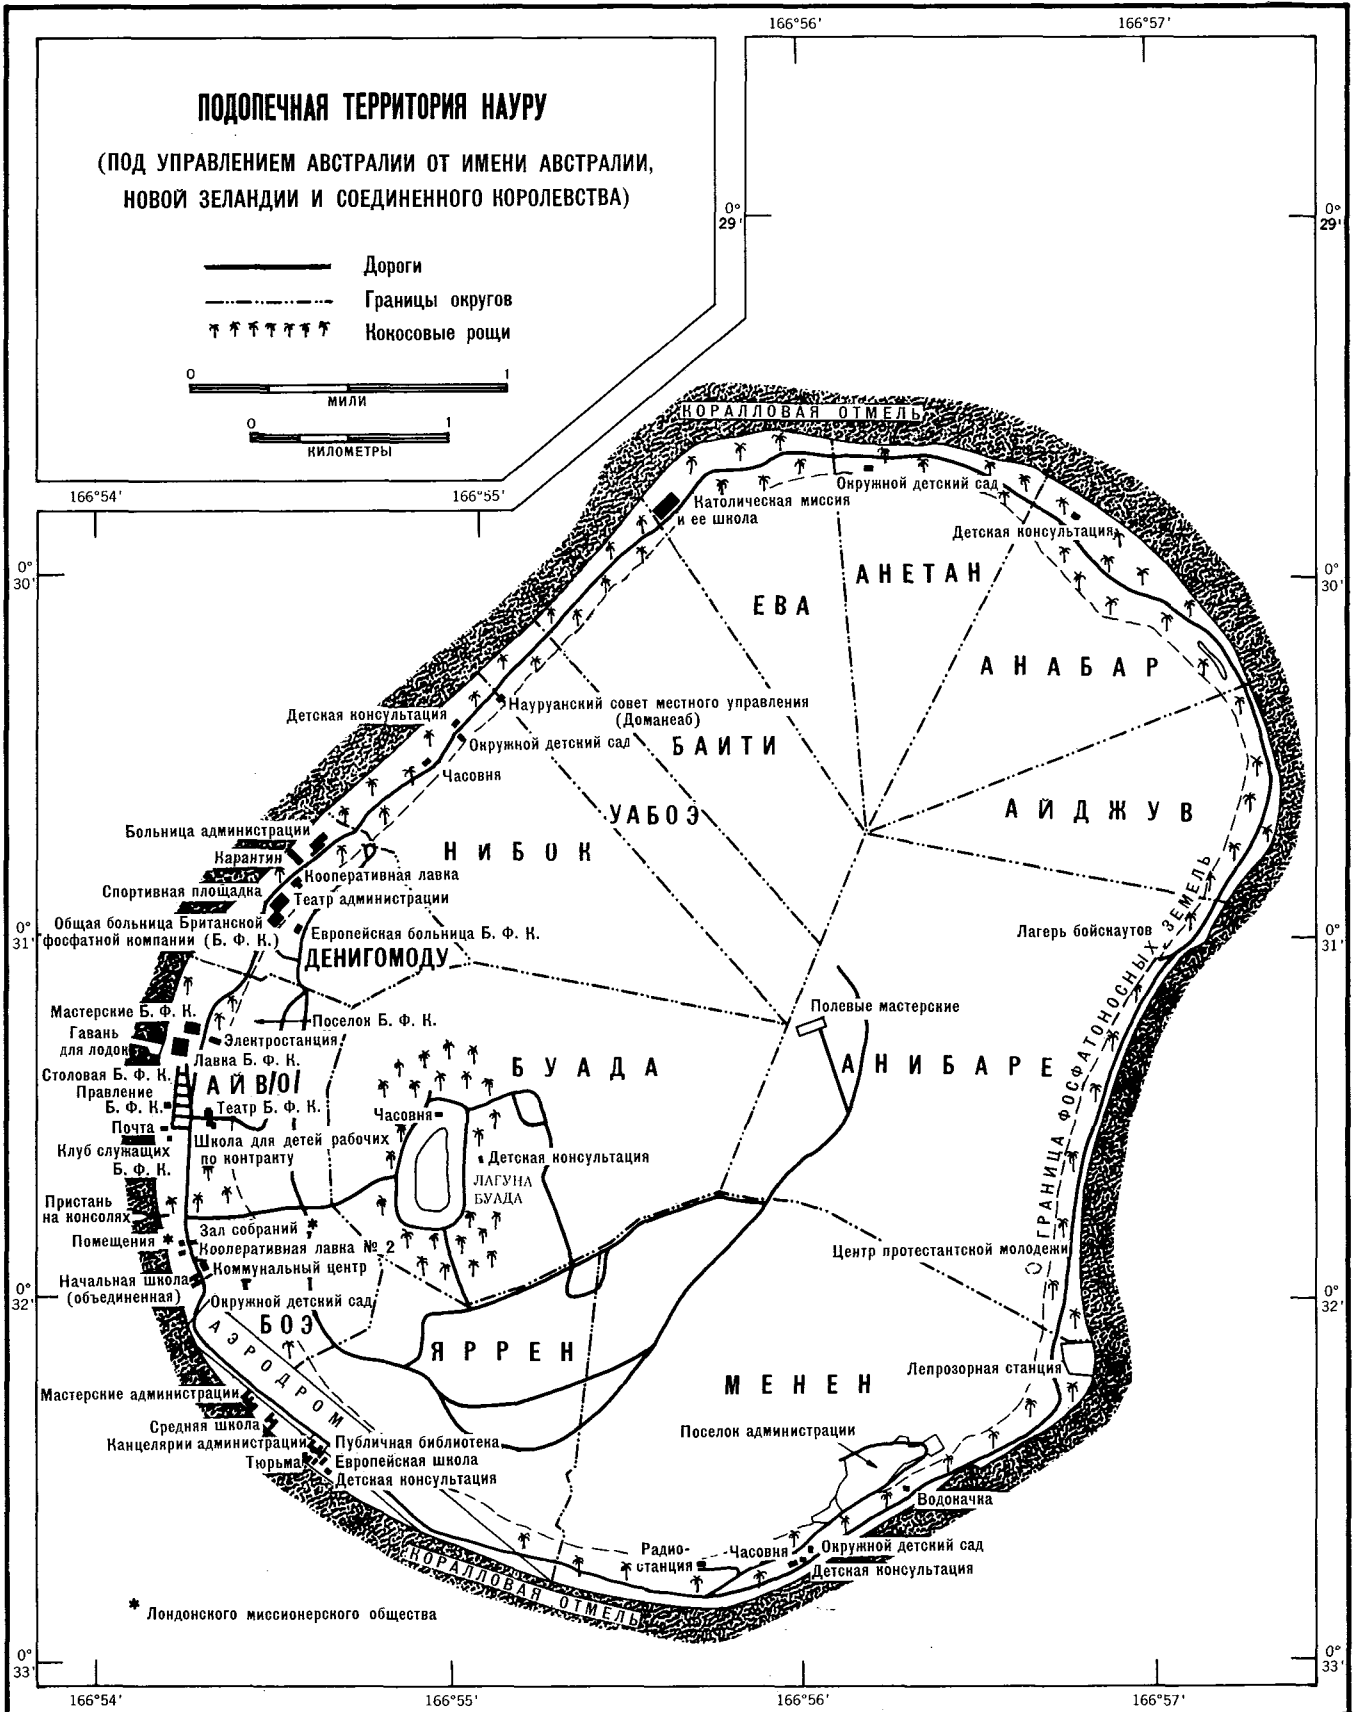 166°56'
166°57'
ПОДОПЕЧНАЯ ТЕРРИТОРИЯ НАУРУ
(ПОД УПРАВЛЕНИЕМ АВСТРАЛИИ ОТ ИМЕНИ АВСТРАЛИИ,
НОВОЙ ЗЕЛАНДИИ И СОЕДИНЕННОГО КОРОЛЕВСТВА)
0°
29'
0°
29'
Дороги
Границы округов
Кокосовые рощи
0 1
МИЛИ
0 1
КИЛОМЕТРЫ
КОРАЛЛОВАЯ ОТМЕЛЬ
166°54'
166°55'
Окружной детский сад
Католическая миссия
и ее школа
Детская консультация
0°
30'
0°
30'
АНЕТАН
ЕВА
АНАБАР
Науруанский совет местного управления
(Доманеаб)
Детская консультация
Окружной детский сад
БАИТИ
Часовня
УАБОЭ
АЙДЖУВ
Больница администрации
НИБОК
Карантин
Кооперативная лавка
Спортивная площадка
Театр администрации
Общая больница Британской
фосфатной компании (Б. Ф. К.)
Европейская больница Б. Ф. К.
0°
31'
0°
31'
Лагерь бойскаутов
ГРАНИЦА ФОСФАТОНОСНЫХ ЗЕМЕЛЬ
ДЕНИГОМОДУ
Полевые мастерские
Мастерские Б. Ф. К.
Поселок Б. Ф. К.
Гавань
для лодок
Электростанция
Лавка Б. Ф. К.
БУАДА
АНИБАРЕ
Столовая Б. Ф. К.
АЙВО
Правление
Б. Ф. К.
Театр Б. Ф. К.
Часовня
Почта
Школа для детей рабочих
по контракту
Клуб служащих
Б. Ф. К.
Детская консультация
ЛАГУНА
БУАДА
Пристань
на консолях
Зал собраний *
Помещения *
Кооперативная лавка № 2
Центр протестантской молодежи
Коммунальный центр
Начальная школа
(объединенная)
0°
32'
0°
32'
Окружной детский сад
БОЭ
АЭРОДРОМ
ЯРРЕН
Лепрозорная станция
МЕНЕН
Мастерские администрации
Средняя школа
Поселок администрации
Канцелярии администрации
Публичная библиотека
Тюрьма
Европейская школа
Детская консультация
Водокачка
Радио-
станция
Часовня
Окружной детский сад
Детская консультация
КОРАЛЛОВАЯ ОТМЕЛЬ
* Лондонского миссионерского общества
0°
33'
0°
33'
166°54'
166°55'
166°56'
166°57'